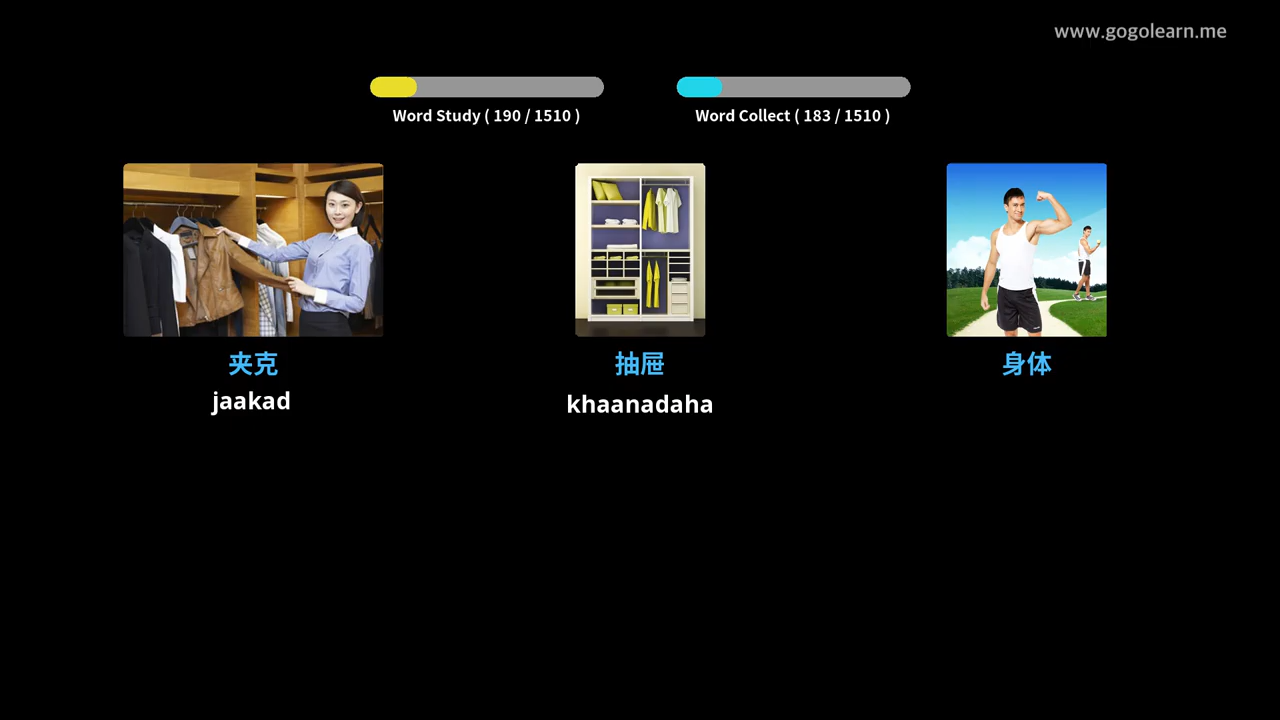 www.gogolearn.me
Word Study ( 190 / 1510 )
Word Collect ( 183 / 1510 )
夹克
抽屉
身体
jaakad
khaanadaha